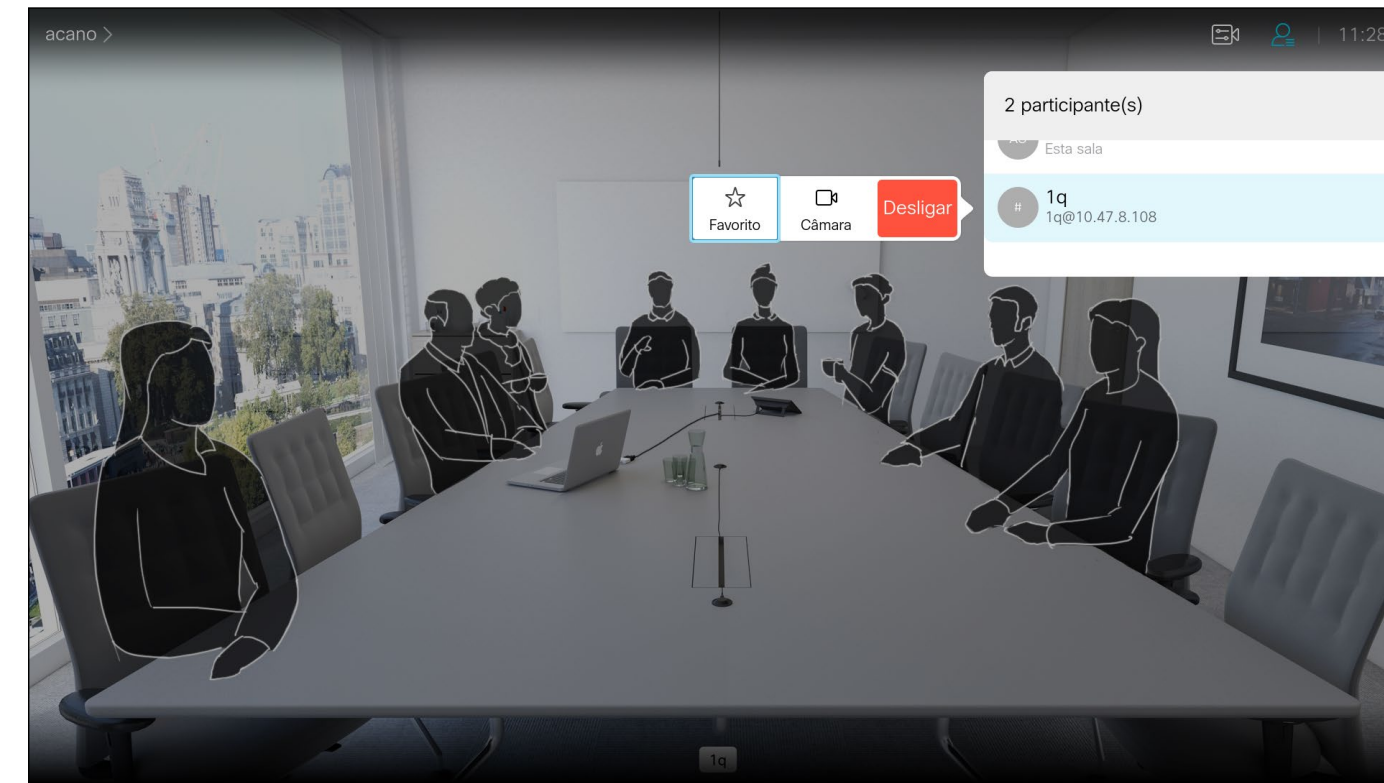 acano
11:28
2 participante(s)
Esta sala
Favorito
Câmara
Desligar
#
1q
1q@10.47.8.108
1q